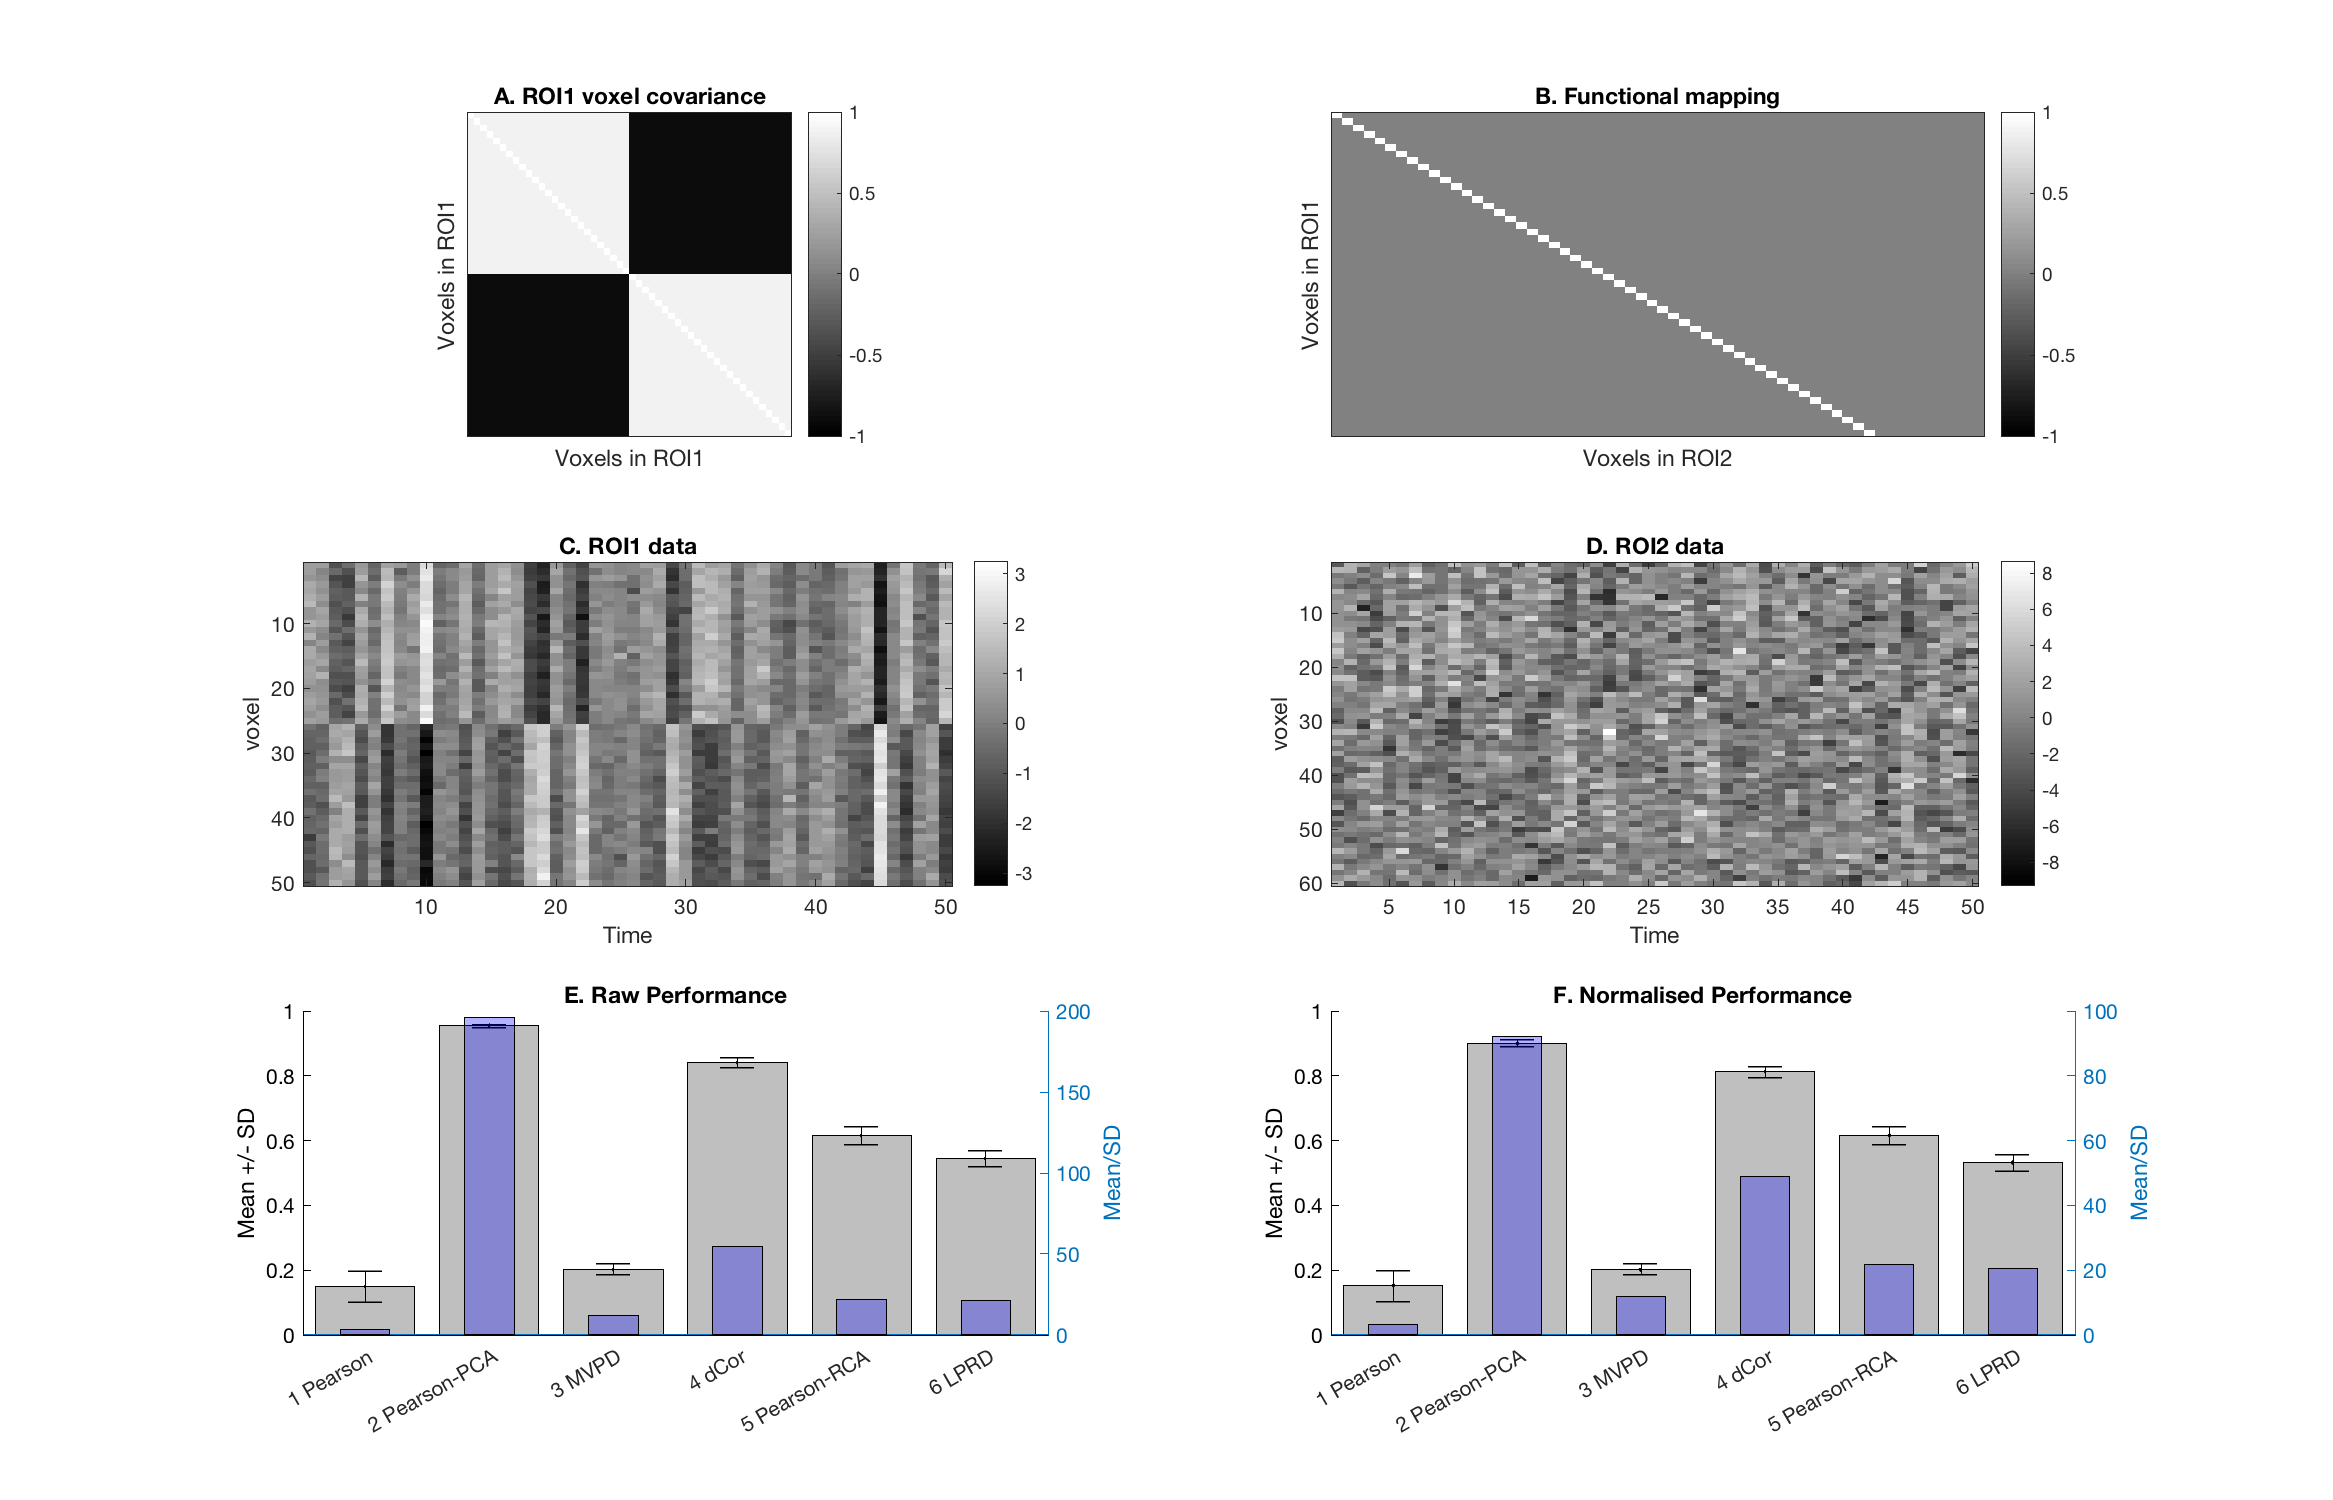 A. ROI1 voxel covariance
Voxels in ROI1
1
0.5
0
-0.5
-1
Voxels in ROI1
B. Functional mapping
Voxels in ROI1
1
0.5
0
-0.5
-1
Voxels in ROI2
C. ROI1 data
voxel
10
20
30
40
50
3
2
1
0
-1
-2
-3
10 20 30 40 50
Time
D. ROI2 data
voxel
10
20
30
40
50
60
8
6
4
2
0
-2
-4
-6
-8
5 10 15 20 25 30 35 40 45 50
Time
E. Raw Performance
Mean +/- SD
1
0.8
0.6
0.4
0.2
0
200
150
100
50
0
Mean/SD
1 Pearson
2 Pearson-PCA
3 MVPD
4 dCor
5 Pearson-RCA
6 LPRD
F. Normalised Performance
Mean +/- SD
1
0.8
0.6
0.4
0.2
0
100
80
60
40
20
0
Mean/SD
1 Pearson
2 Pearson-PCA
3 MVPD
4 dCor
5 Pearson-RCA
6 LPRD